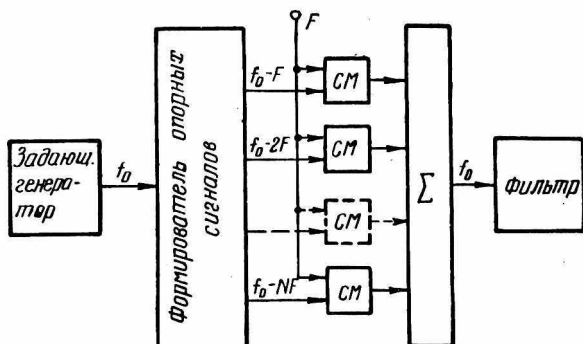 Задающ.
генера-
тор
f₀
Формирователь опорных
сигналов
F
f₀-F
f₀-2F
f₀-NF
СМ
СМ
СМ
СМ
Σ
f₀
Фильтр